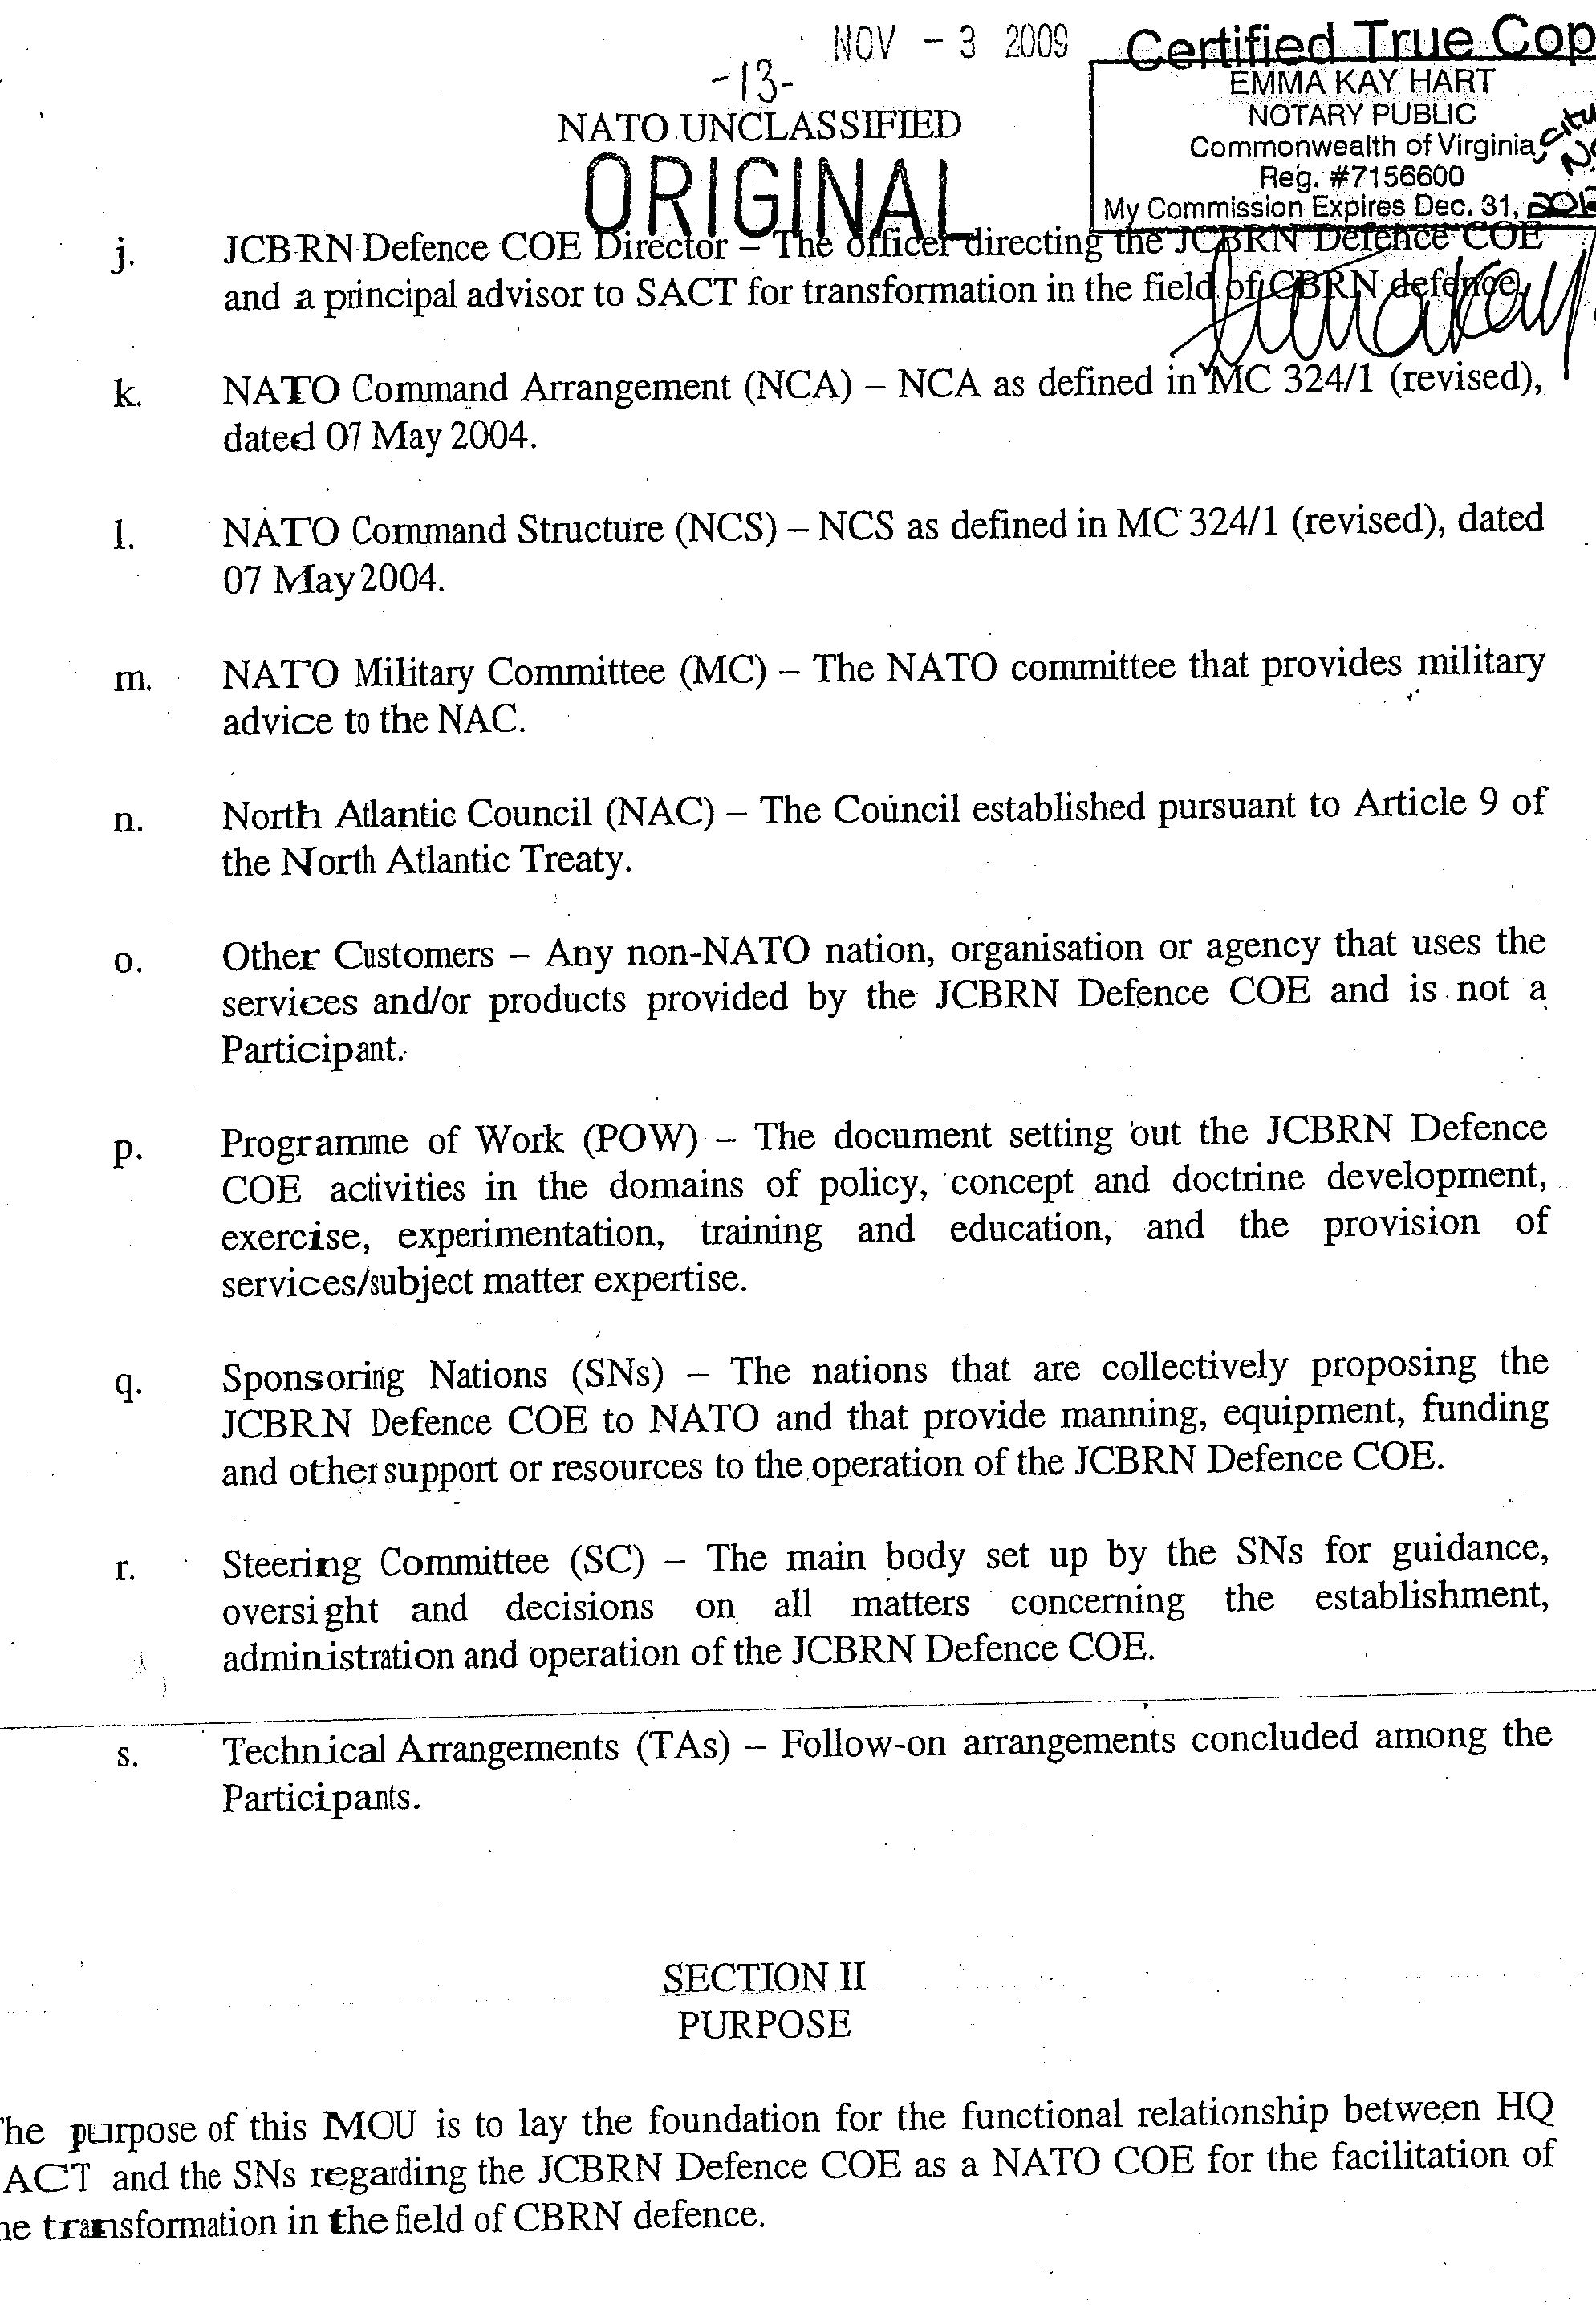 NOV - 3 2009 Certified True Cop
-13-
EMMA KAY HART
NATO UNCLASSIFIED
NOTARY PUBLIC
Commonwealth of Virginia
ORIGINAL
Reg. #7156600
My Commission Expires Dec. 31,
j. JCBRN Defence COE Director – The officer directing the JCBRN Defence COE
and a principal advisor to SACT for transformation in the field of CBRN defence.
k. NATO Command Arrangement (NCA) – NCA as defined in MC 324/1 (revised),
dated 07 May 2004.
l. NATO Command Structure (NCS) – NCS as defined in MC 324/1 (revised), dated
07 May 2004.
m. NATO Military Committee (MC) – The NATO committee that provides military
advice to the NAC.
n. North Atlantic Council (NAC) – The Council established pursuant to Article 9 of
the North Atlantic Treaty.
o. Other Customers – Any non-NATO nation, organisation or agency that uses the
services and/or products provided by the JCBRN Defence COE and is not a
Participant.
p. Programme of Work (POW) – The document setting out the JCBRN Defence
COE activities in the domains of policy, concept and doctrine development,
exercise, experimentation, training and education, and the provision of
services/subject matter expertise.
q. Sponsoring Nations (SNs) – The nations that are collectively proposing the
JCBRN Defence COE to NATO and that provide manning, equipment, funding
and other support or resources to the operation of the JCBRN Defence COE.
r. Steering Committee (SC) – The main body set up by the SNs for guidance,
oversight and decisions on all matters concerning the establishment,
administration and operation of the JCBRN Defence COE.
s. Technical Arrangements (TAs) – Follow-on arrangements concluded among the
Participants.
SECTION II
PURPOSE
he purpose of this MOU is to lay the foundation for the functional relationship between HQ
ACT and the SNs regarding the JCBRN Defence COE as a NATO COE for the facilitation of
he transformation in the field of CBRN defence.